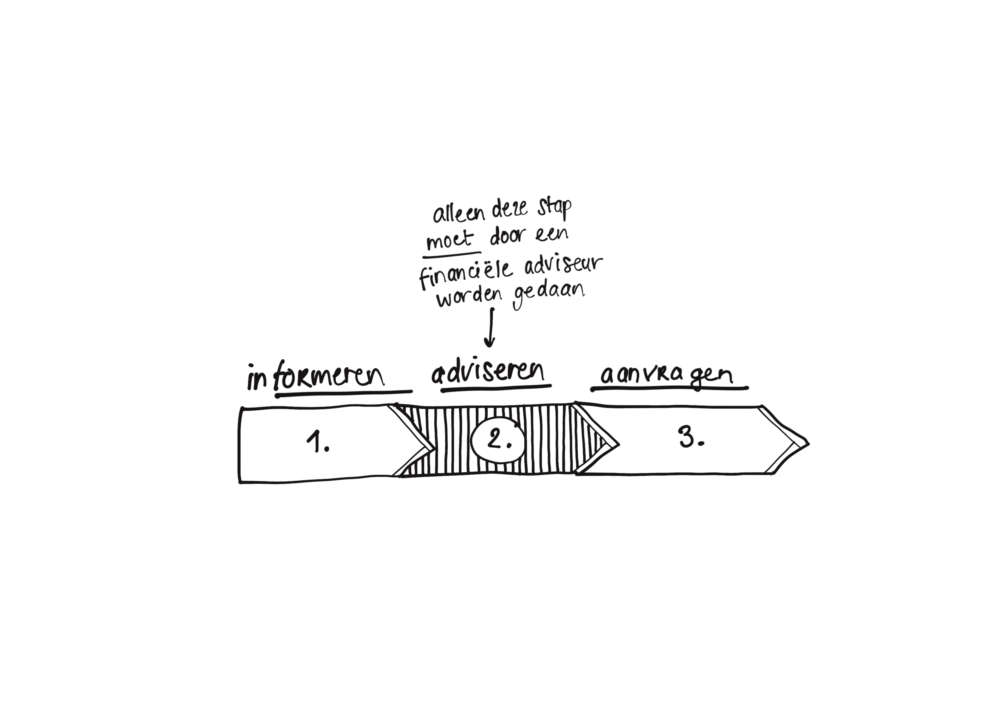 alleen deze stap
moet door een
financiële adviseur
worden gedaan
informeren adviseren aanvragen
1. 2. 3.